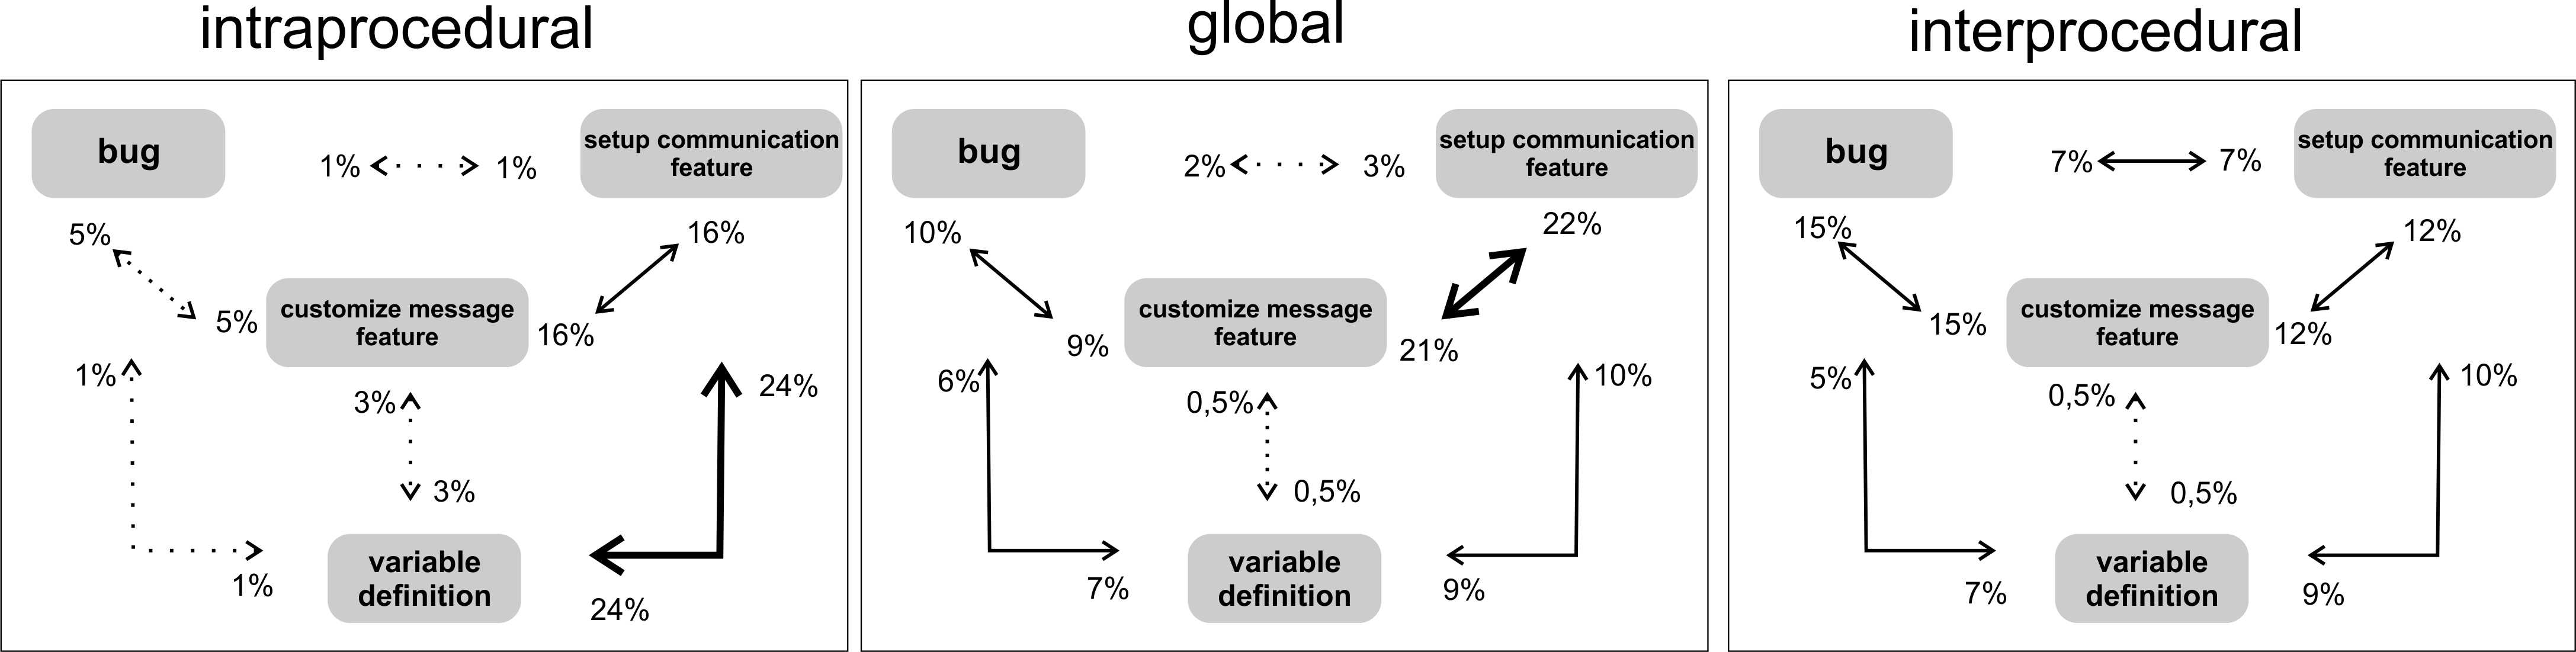 intraprocedural
bug
1%
1%
setup communication
feature
5%
16%
5%
customize message
feature
16%
1%
3%
24%
3%
1%
variable
definition
24%
global
bug
2%
3%
setup communication
feature
10%
22%
9%
customize message
feature
21%
6%
0,5%
10%
0,5%
7%
variable
definition
9%
interprocedural
bug
7%
7%
setup communication
feature
15%
12%
15%
customize message
feature
12%
5%
0,5%
10%
0,5%
7%
variable
definition
9%